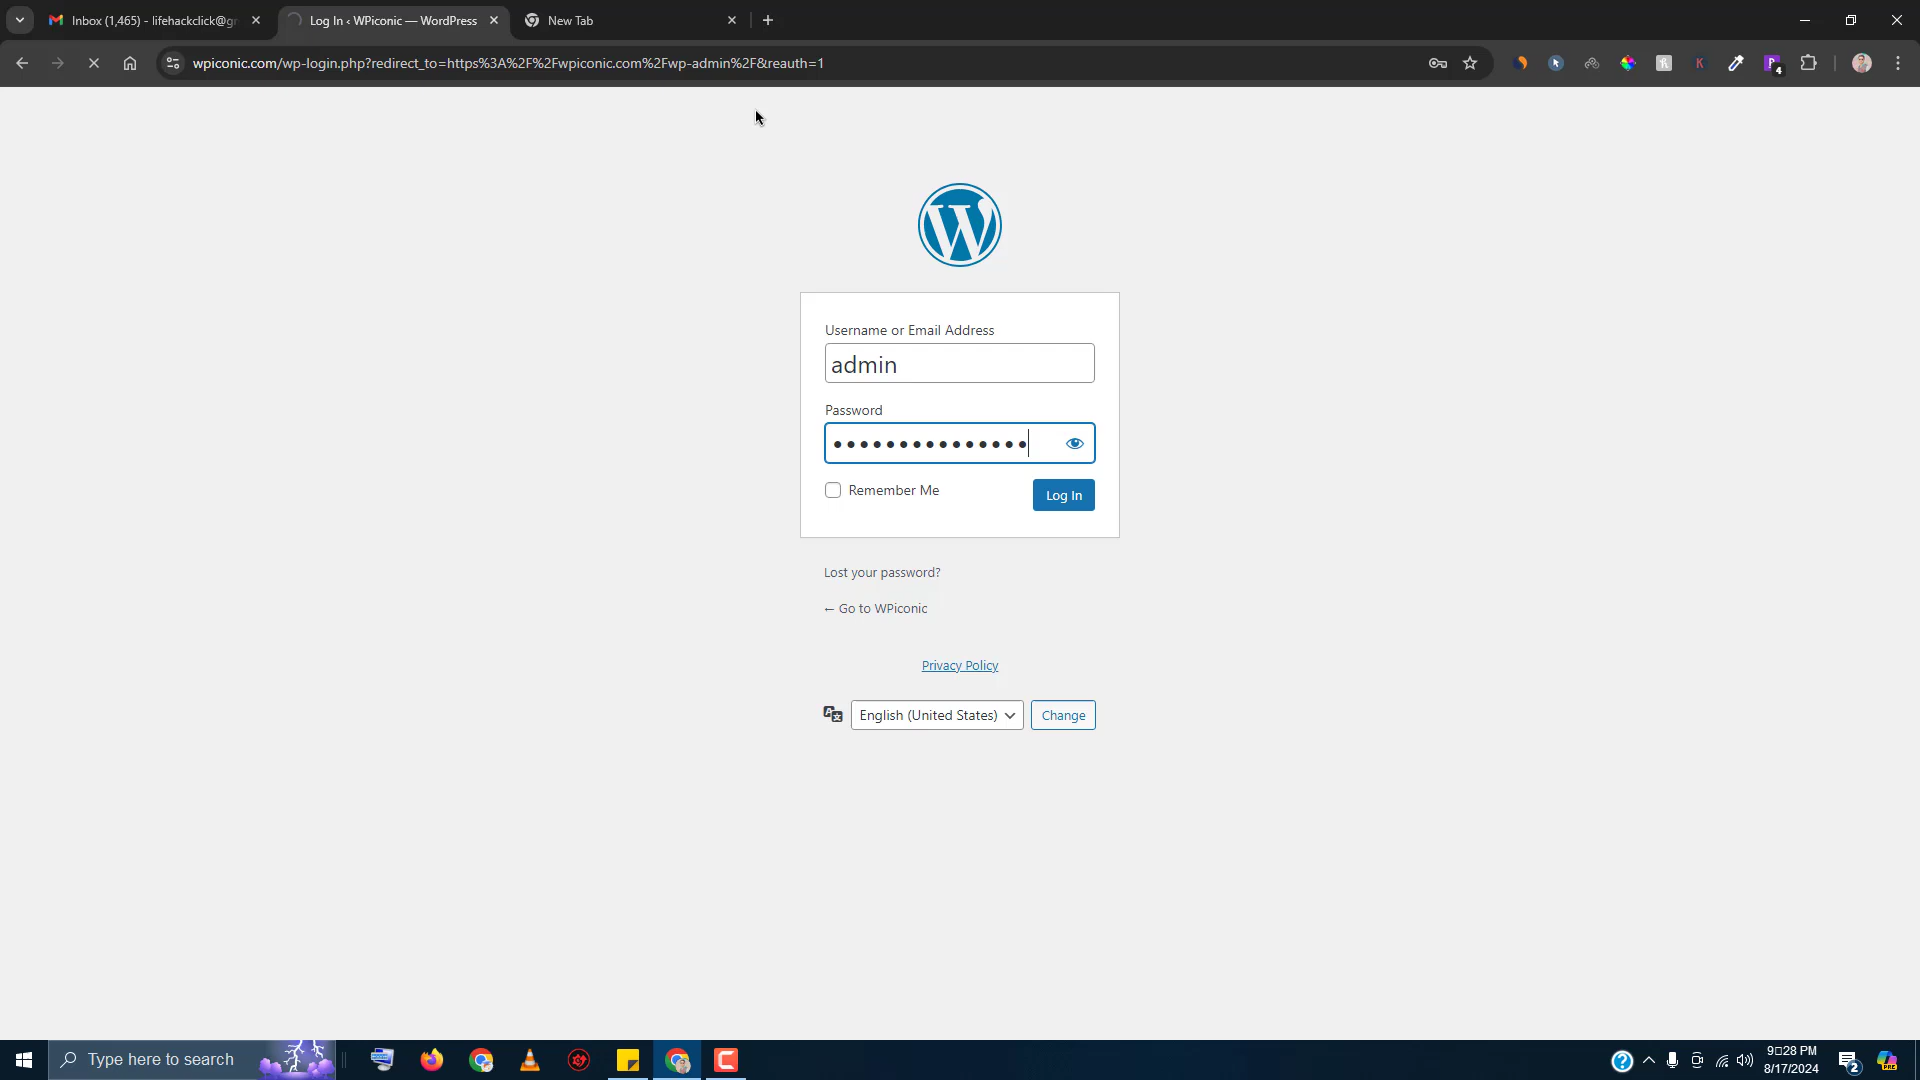 Inbox (1,465) - lifehackclick@g
Log In ‹ WPiconic — WordPress
New Tab
wpiconic.com/wp-login.php?redirect_to=https%3A%2F%2Fwpiconic.com%2Fwp-admin%2F&reauth=1
4
Username or Email Address
admin
Password
Remember Me
Log In
Lost your password?
← Go to WPiconic
Privacy Policy
English (United States)
Change
Type here to search
9:28 PM
8/17/2024
2